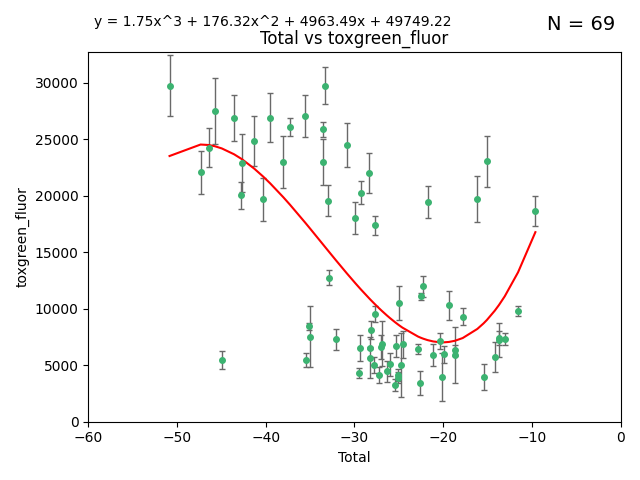 y = 1.75x^3 + 176.32x^2 + 4963.49x + 49749.22
N = 69
Total vs toxgreen_fluor
toxgreen_fluor
30000
25000
20000
15000
10000
5000
0
−60
−50
−40
−30
−20
−10
0
Total